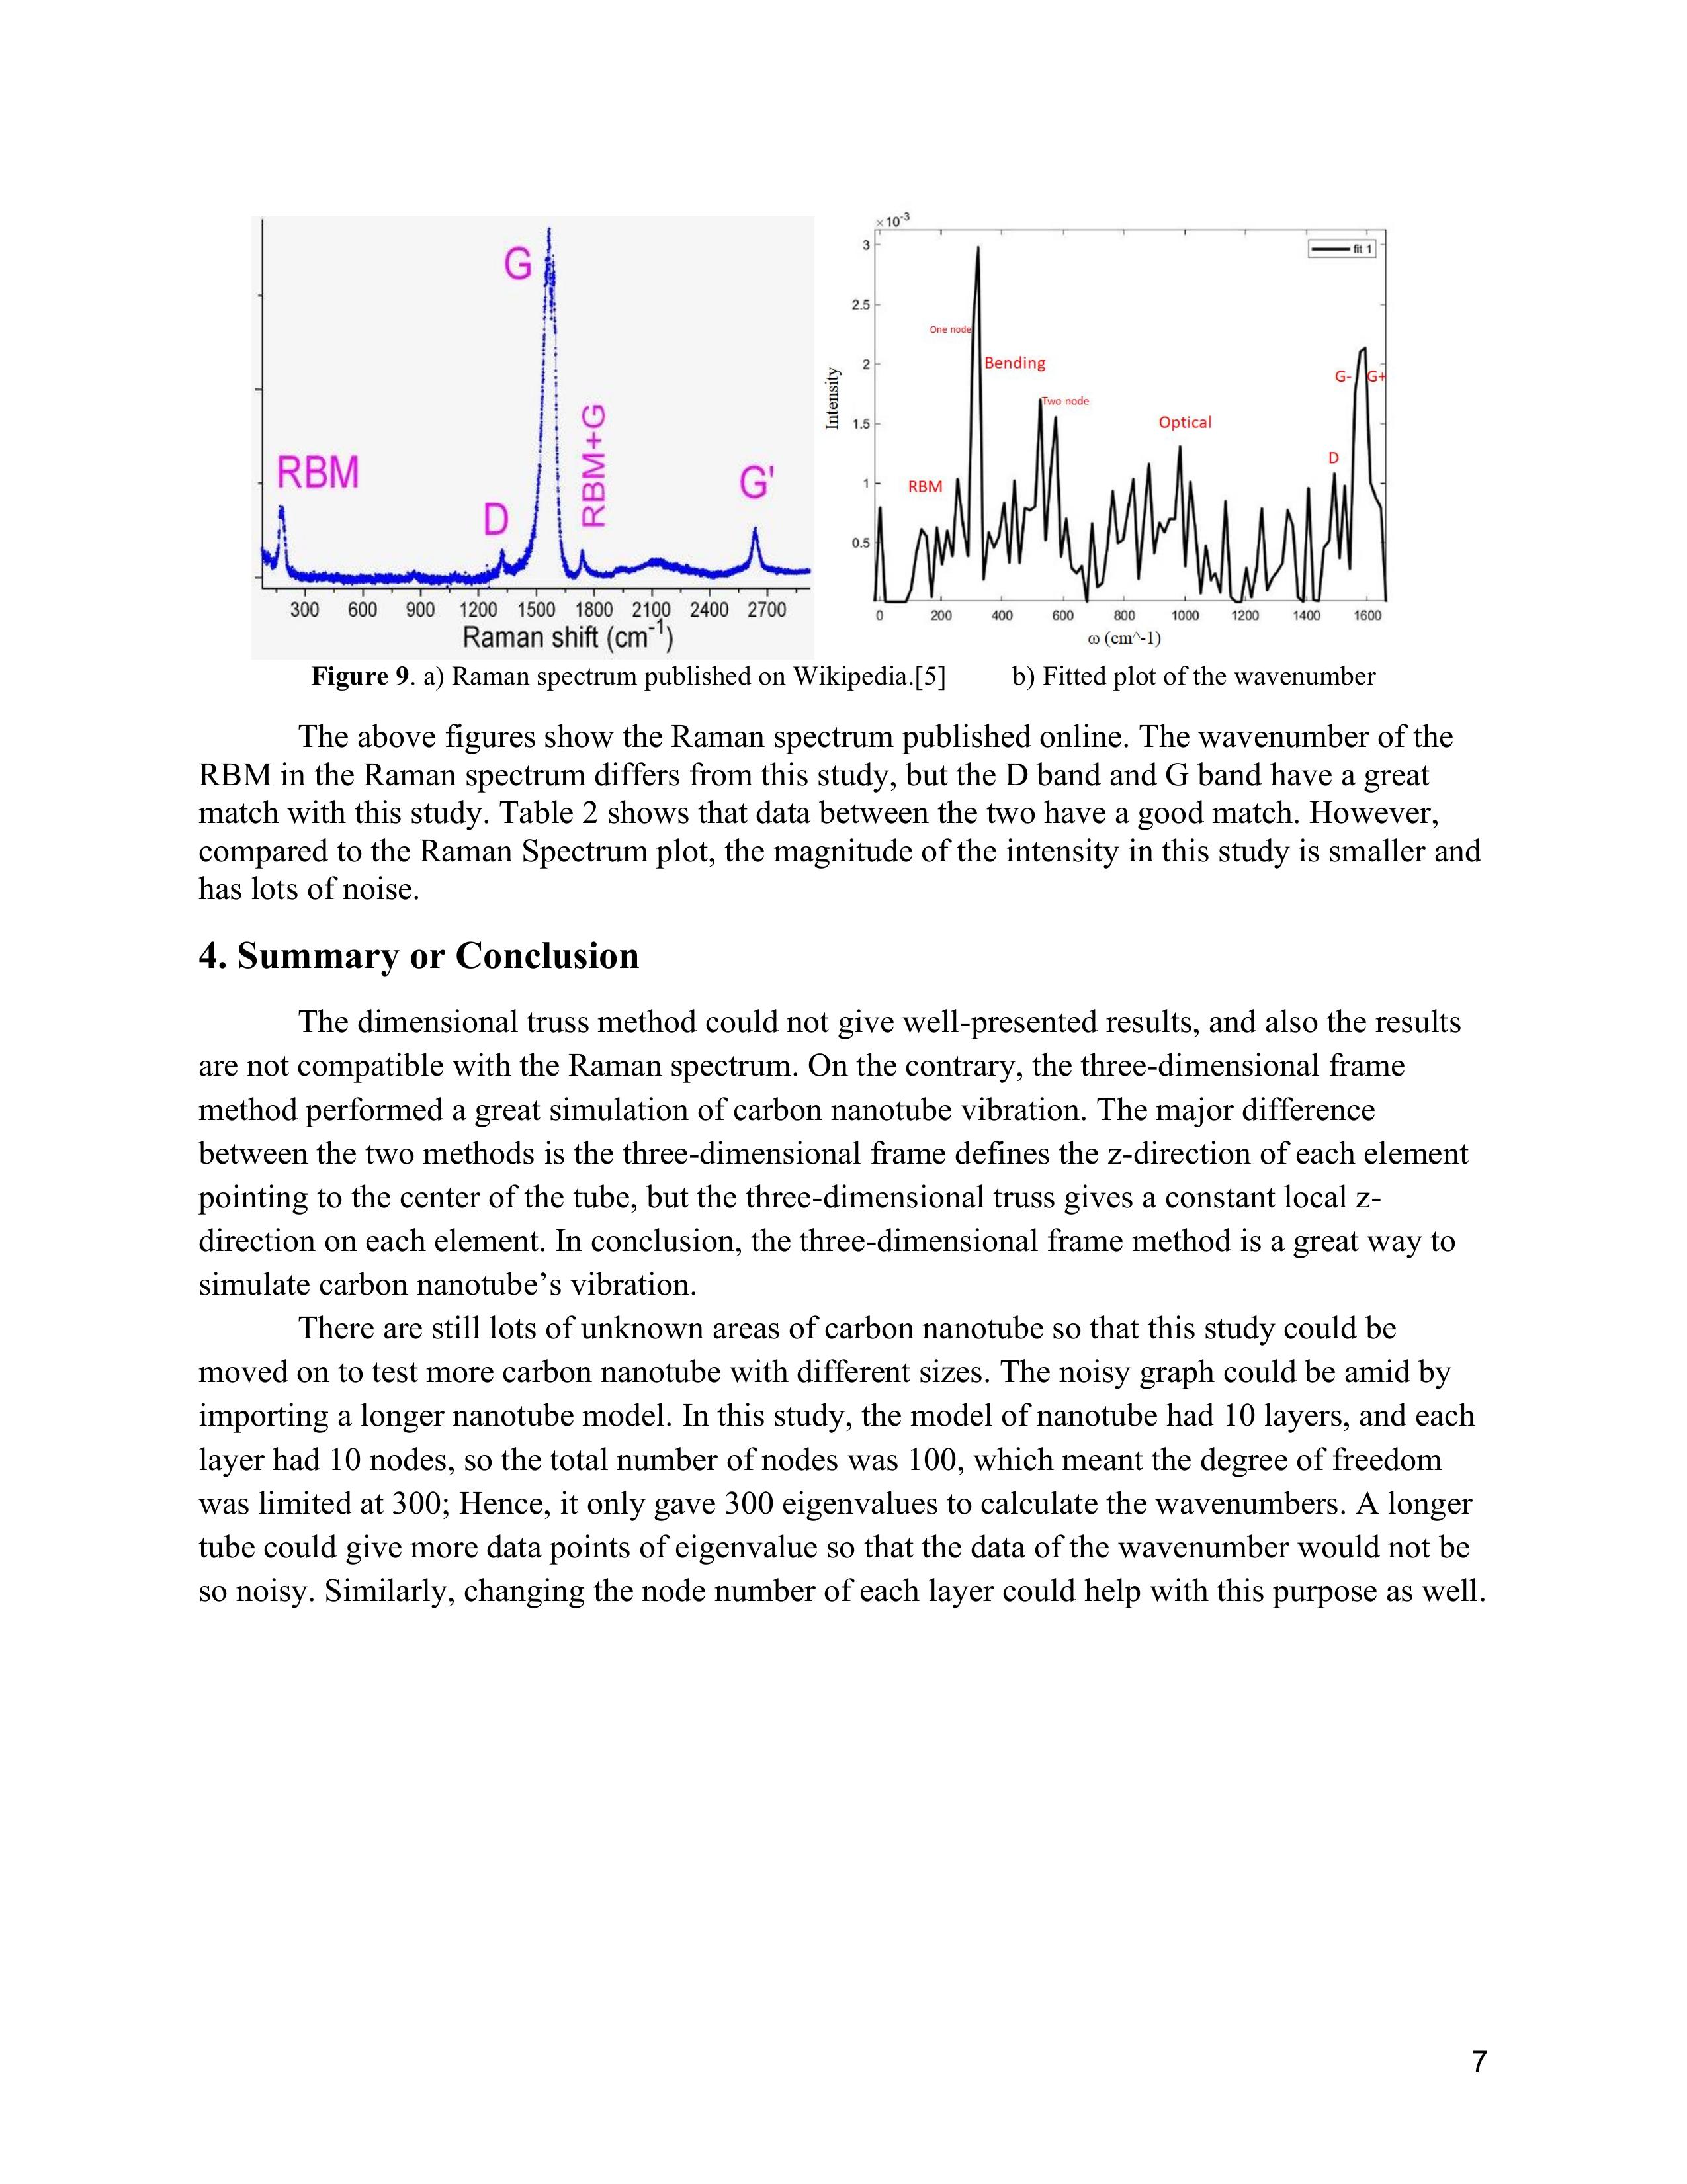 G
RBM
D
RBM+G
G'
300 600 900 1200 1500 1800 2100 2400 2700
Raman shift (cm-1)
×10-3
3
2.5
2
1.5
1
0.5
Intensity
fit 1
One node
Bending
Two node
Optical
RBM
D
G- G+
0 200 400 600 800 1000 1200 1400 1600
ω (cm^-1)
Figure 9. a) Raman spectrum published on Wikipedia.[5] b) Fitted plot of the wavenumber
The above figures show the Raman spectrum published online. The wavenumber of the
RBM in the Raman spectrum differs from this study, but the D band and G band have a great
match with this study. Table 2 shows that data between the two have a good match. However,
compared to the Raman Spectrum plot, the magnitude of the intensity in this study is smaller and
has lots of noise.
4. Summary or Conclusion
The dimensional truss method could not give well-presented results, and also the results
are not compatible with the Raman spectrum. On the contrary, the three-dimensional frame
method performed a great simulation of carbon nanotube vibration. The major difference
between the two methods is the three-dimensional frame defines the z-direction of each element
pointing to the center of the tube, but the three-dimensional truss gives a constant local z-
direction on each element. In conclusion, the three-dimensional frame method is a great way to
simulate carbon nanotube’s vibration.
There are still lots of unknown areas of carbon nanotube so that this study could be
moved on to test more carbon nanotube with different sizes. The noisy graph could be amid by
importing a longer nanotube model. In this study, the model of nanotube had 10 layers, and each
layer had 10 nodes, so the total number of nodes was 100, which meant the degree of freedom
was limited at 300; Hence, it only gave 300 eigenvalues to calculate the wavenumbers. A longer
tube could give more data points of eigenvalue so that the data of the wavenumber would not be
so noisy. Similarly, changing the node number of each layer could help with this purpose as well.
7